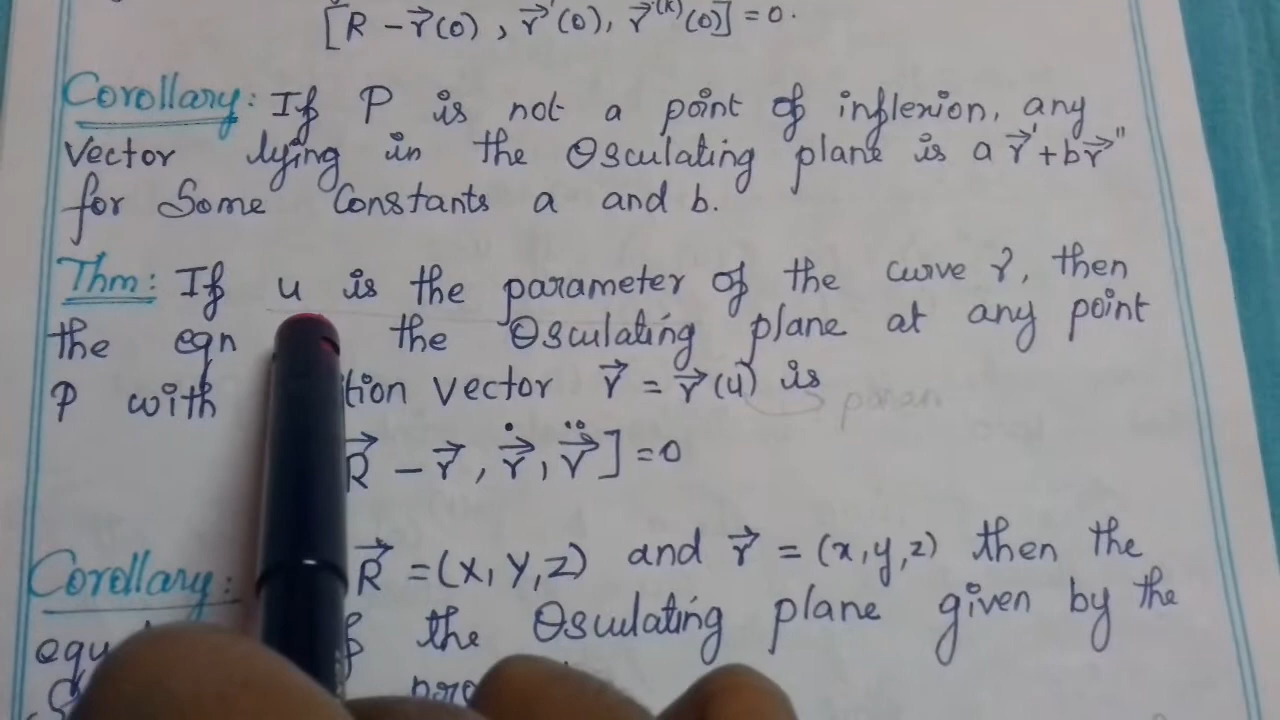 [R - r⃗(0), r⃗'(0), r⃗⁽ᵏ⁾(0)] = 0.
Corollary: If P is not a point of inflexion, any
vector lying in the Osculating plane is a r⃗' + b r⃗''
for Some Constants a and b.
Thm: If u is the parameter of the curve γ, then
the eqn the Osculating plane at any point
P with tion vector r⃗ = r⃗(u) is
R⃗ - r⃗, ṙ⃗, r̈⃗] = 0
Corollary: R⃗ = (X, Y, Z) and r⃗ = (x, y, z) then the
equ the Osculating plane given by the